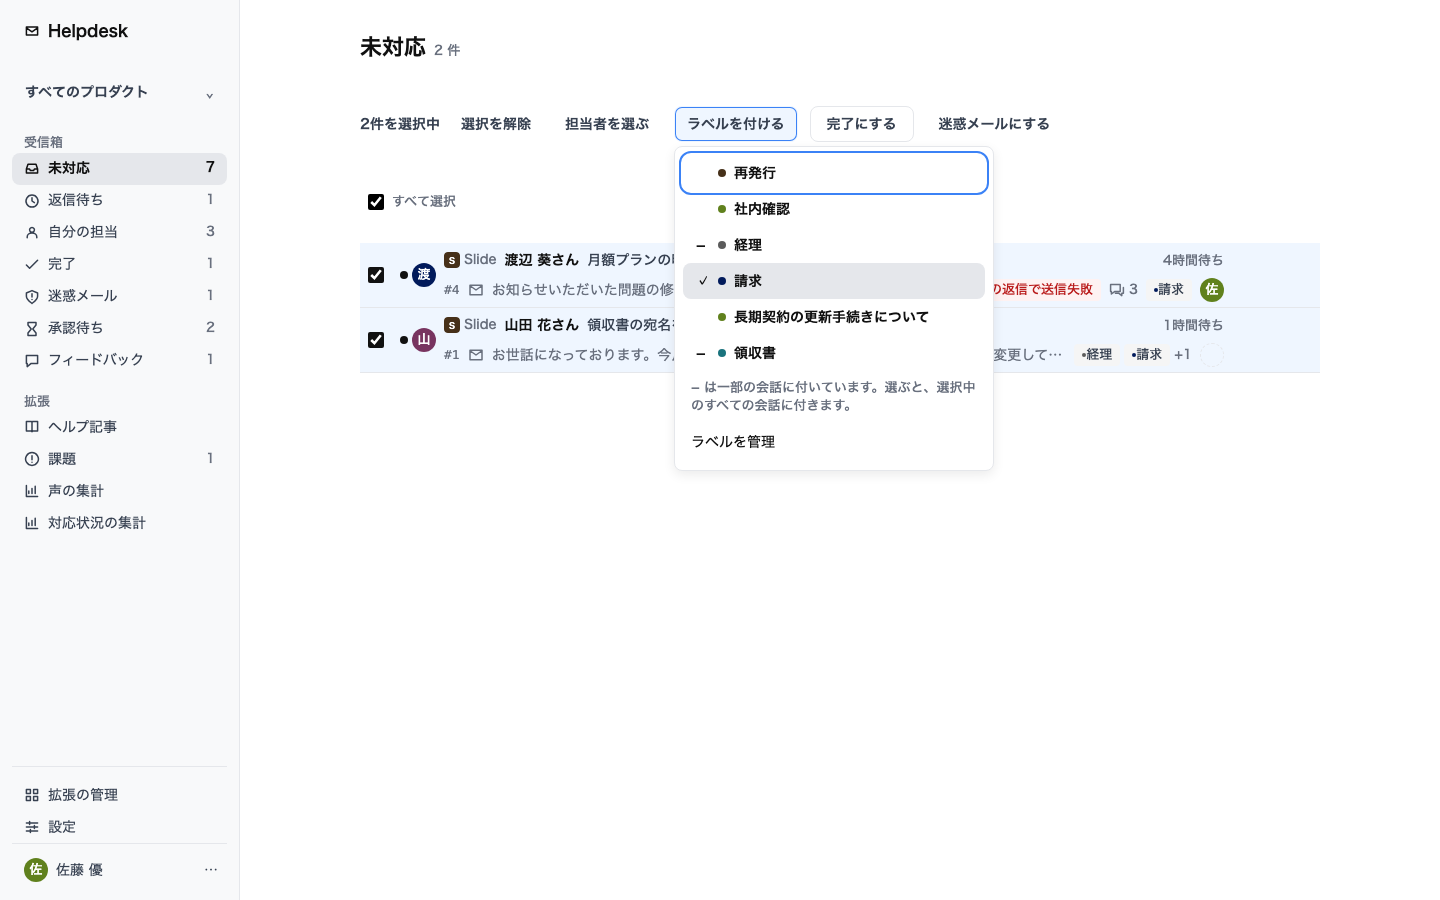 Helpdesk
すべてのプロダクト
受信箱
未対応 7
返信待ち 1
自分の担当 3
完了 1
迷惑メール 1
承認待ち 2
フィードバック 1
拡張
ヘルプ記事
課題 1
声の集計
対応状況の集計
拡張の管理
設定
佐 佐藤 優 …
未対応 2 件
2件を選択中 選択を解除 担当者を選ぶ ラベルを付ける 完了にする 迷惑メールにする
すべて選択
渡 S Slide 渡辺 葵さん 月額プランの 4時間待ち
#4 お知らせいただいた問題の修 の返信で送信失敗 3 •請求 佐
山 S Slide 山田 花さん 領収書の宛名 1時間待ち
#1 お世話になっております。今 変更して… •経理 •請求 +1
再発行
社内確認
– 経理
✓ 請求
長期契約の更新手続きについて
– 領収書
– は一部の会話に付いています。選ぶと、選択中
のすべての会話に付きます。
ラベルを管理